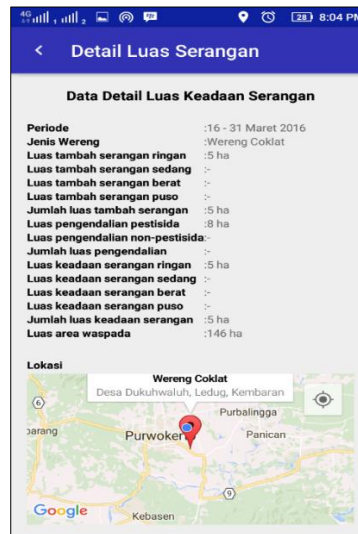 4G 1 2 28 8:04 PM
< Detail Luas Serangan
Data Detail Luas Keadaan Serangan
Periode :16 - 31 Maret 2016
Jenis Wereng :Wereng Coklat
Luas tambah serangan ringan :5 ha
Luas tambah serangan sedang :-
Luas tambah serangan berat :-
Luas tambah serangan puso :-
Jumlah luas tambah serangan :5 ha
Luas pengendalian pestisida :8 ha
Luas pengendalian non-pestisida:-
Jumlah luas pengendalian :-
Luas keadaan serangan ringan :5 ha
Luas keadaan serangan sedang :-
Luas keadaan serangan berat :-
Luas keadaan serangan puso :-
Jumlah luas keadaan serangan :5 ha
Luas area waspada :146 ha
Lokasi
Wereng Coklat
Desa Dukuhwaluh, Ledug, Kembaran
6
Purbalingga
parang
Purwoker
Panican
9
Google
Kebasen